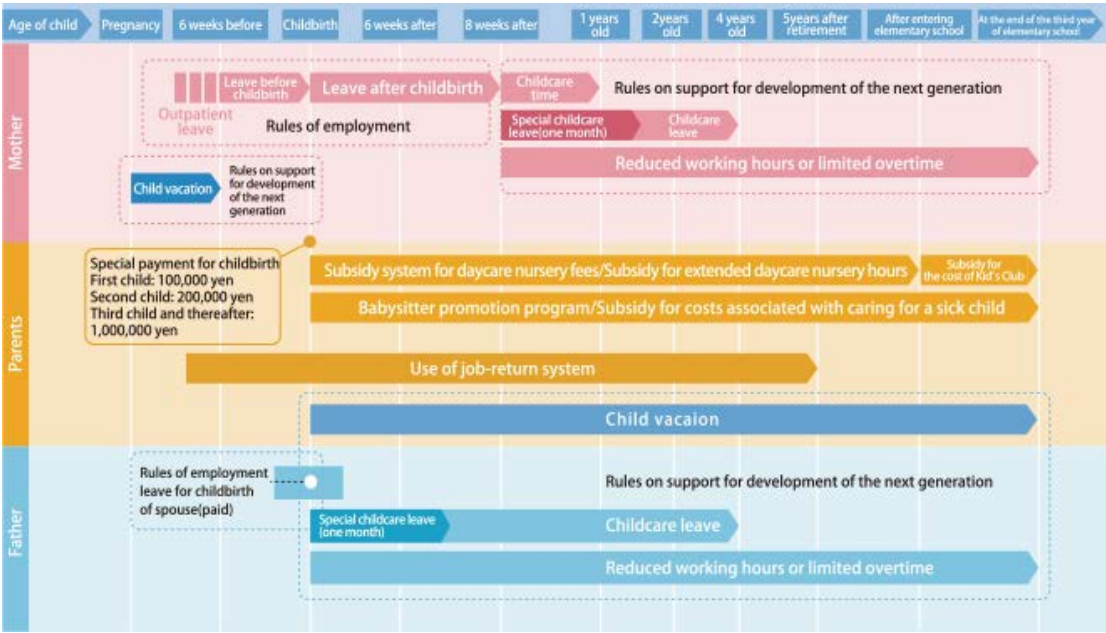 Age of child
Pregnancy
6 weeks before
Childbirth
6 weeks after
8 weeks after
1 years
old
2years
old
4 years
old
5years after
retirement
After entering
elementary school
At the end of the third year
of elementary school
Mother
Leave before
childbirth
Leave after childbirth
Childcare
time
Rules on support for development of the next generation
Outpatient
leave
Rules of employment
Special childcare
leave(one month)
Childcare
leave
Reduced working hours or limited overtime
Child vacation
Rules on support
for development
of the next
generation
Parents
Special payment for childbirth
First child: 100,000 yen
Second child: 200,000 yen
Third child and thereafter:
1,000,000 yen
Subsidy system for daycare nursery fees/Subsidy for extended daycare nursery hours
Subsidy for
the cost of Kid's Club
Babysitter promotion program/Subsidy for costs associated with caring for a sick child
Use of job-return system
Child vacaion
Father
Rules of employment
leave for childbirth
of spouse(paid)
Rules on support for development of the next generation
Special childcare leave
(one month)
Childcare leave
Reduced working hours or limited overtime